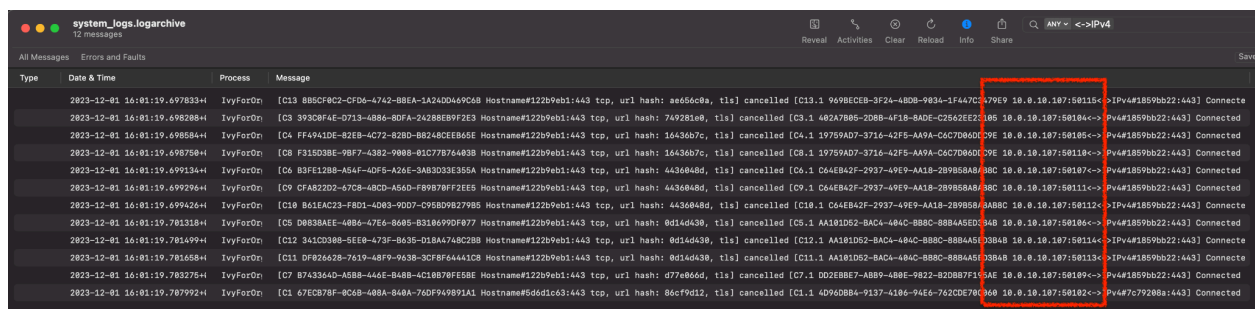 system_logs.logarchive
12 messages
Reveal Activities Clear Reload Info Share
ANY <->IPv4
All Messages Errors and Faults Save
Type Date & Time Process Message
2023-12-01 16:01:19.697833+ IvyForOr [C13 8B5CF0C2-CFD6-4742-BBEA-1A24DD469C6B Hostname#122b9eb1:443 tcp, url hash: ae656c0a, tls] cancelled [C13.1 969BECEB-3F24-4BDB-9034-1F447C3479E9 10.0.10.107:50115<->IPv4#1859bb22:443] Connecte
2023-12-01 16:01:19.698208+ IvyForOr [C3 393C0F4E-D713-4886-8DFA-24288EB9F2E3 Hostname#122b9eb1:443 tcp, url hash: 749281e0, tls] cancelled [C3.1 402A7B05-2D8B-4F18-8ADE-C2562EE23105 10.0.10.107:50104<->IPv4#1859bb22:443] Connected
2023-12-01 16:01:19.698584+ IvyForOr [C4 FF4941DE-82EB-4C72-82BD-B8248CEEB65E Hostname#122b9eb1:443 tcp, url hash: 16436b7c, tls] cancelled [C4.1 19759AD7-3716-42F5-AA9A-C6C7D06DDC9E 10.0.10.107:50105<->IPv4#1859bb22:443] Connected
2023-12-01 16:01:19.698750+ IvyForOr [C8 F315D3BE-9BF7-4382-9008-01C77B76403B Hostname#122b9eb1:443 tcp, url hash: 16436b7c, tls] cancelled [C8.1 19759AD7-3716-42F5-AA9A-C6C7D06DDC9E 10.0.10.107:50110<->IPv4#1859bb22:443] Connected
2023-12-01 16:01:19.699134+ IvyForOr [C6 B3FE12B8-A54F-4DF5-A26E-3AB3D33E355A Hostname#122b9eb1:443 tcp, url hash: 4436048d, tls] cancelled [C6.1 C64EB42F-2937-49E9-AA18-2B9B58A8AB8C 10.0.10.107:50107<->IPv4#1859bb22:443] Connected
2023-12-01 16:01:19.699296+ IvyForOr [C9 CFA822D2-67C8-4BCD-A56D-F89B70FF2EE5 Hostname#122b9eb1:443 tcp, url hash: 4436048d, tls] cancelled [C9.1 C64EB42F-2937-49E9-AA18-2B9B58A8AB8C 10.0.10.107:50111<->IPv4#1859bb22:443] Connected
2023-12-01 16:01:19.699426+ IvyForOr [C10 B61EAC23-F8D1-4D03-9DD7-C95BD9B279B5 Hostname#122b9eb1:443 tcp, url hash: 4436048d, tls] cancelled [C10.1 C64EB42F-2937-49E9-AA18-2B9B58A8AB8C 10.0.10.107:50112<->IPv4#1859bb22:443] Connecte
2023-12-01 16:01:19.701318+ IvyForOr [C5 D0838AEE-40B6-47E6-8605-B310699DF077 Hostname#122b9eb1:443 tcp, url hash: 0d14d430, tls] cancelled [C5.1 AA101D52-BAC4-404C-BB8C-88B4A5ED3B4B 10.0.10.107:50106<->IPv4#1859bb22:443] Connected
2023-12-01 16:01:19.701499+ IvyForOr [C12 341CD308-5EE0-473F-B635-D18A4748C2BB Hostname#122b9eb1:443 tcp, url hash: 0d14d430, tls] cancelled [C12.1 AA101D52-BAC4-404C-BB8C-88B4A5ED3B4B 10.0.10.107:50114<->IPv4#1859bb22:443] Connecte
2023-12-01 16:01:19.701658+ IvyForOr [C11 DF026628-7619-48F9-9638-3CF8F64441C8 Hostname#122b9eb1:443 tcp, url hash: 0d14d430, tls] cancelled [C11.1 AA101D52-BAC4-404C-BB8C-88B4A5ED3B4B 10.0.10.107:50113<->IPv4#1859bb22:443] Connecte
2023-12-01 16:01:19.703275+ IvyForOr [C7 B743364D-A5B8-446E-B4B8-4C10B70FE5BE Hostname#122b9eb1:443 tcp, url hash: d77e066d, tls] cancelled [C7.1 DD2EBBE7-ABB9-4B0E-9822-B2DBB7F195AE 10.0.10.107:50109<->IPv4#1859bb22:443] Connected
2023-12-01 16:01:19.707992+ IvyForOr [C1 67ECB78F-0C6B-408A-840A-76DF949891A1 Hostname#5d6d1c63:443 tcp, url hash: 86cf9d12, tls] cancelled [C1.1 4D96DBB4-9137-4106-94E6-762CDE70C060 10.0.10.107:50102<->IPv4#7c79208a:443] Connected